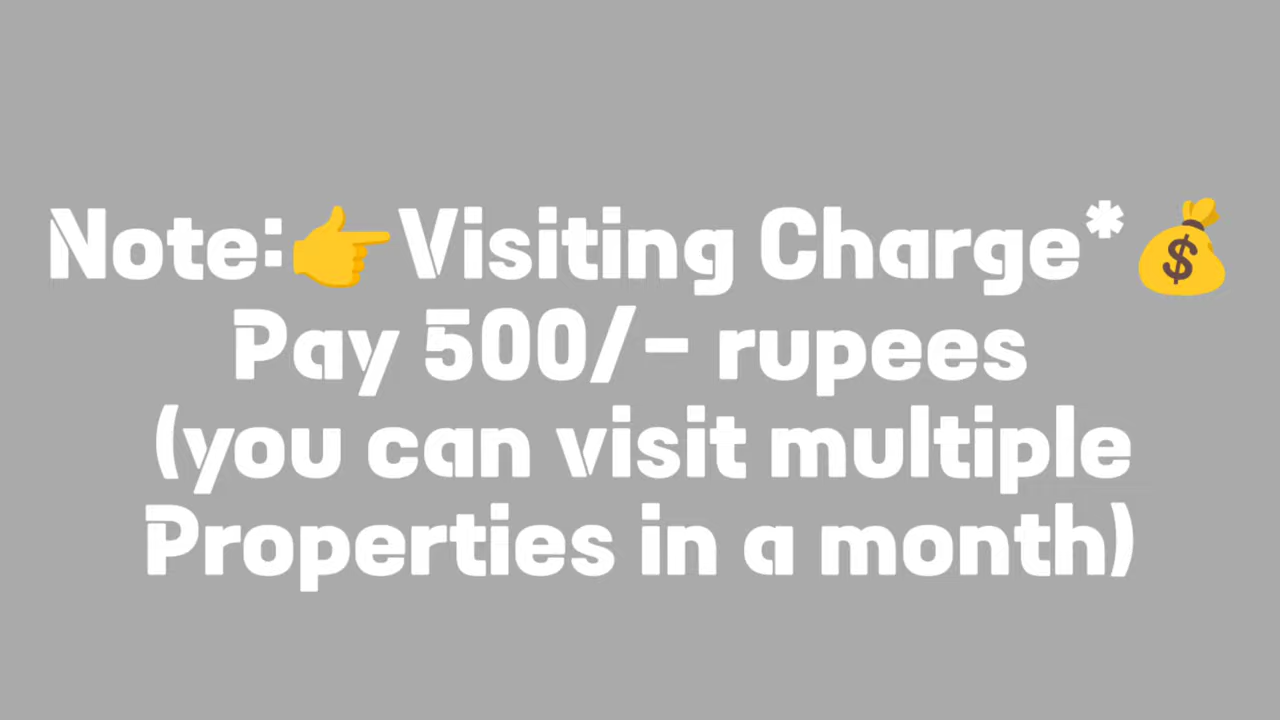 Note:👉Visiting Charge*💰
Pay 500/- rupees
(you can visit multiple
Properties in a month)